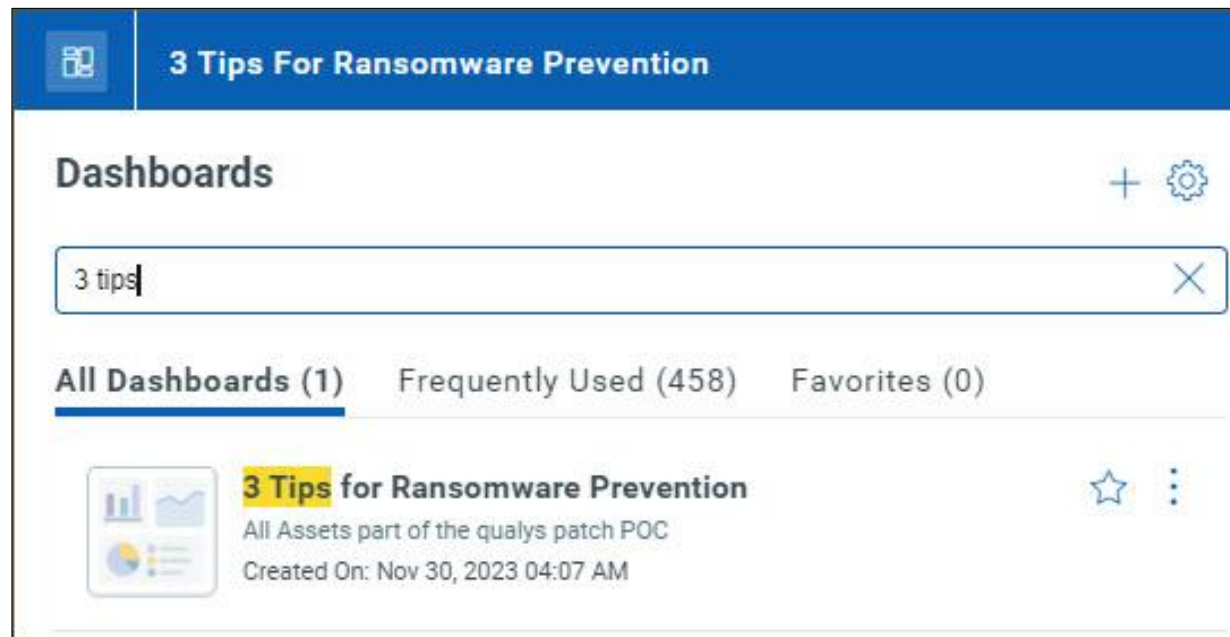 3 Tips For Ransomware Prevention
Dashboards
3 tips
All Dashboards (1) Frequently Used (458) Favorites (0)
3 Tips for Ransomware Prevention
All Assets part of the qualys patch POC
Created On: Nov 30, 2023 04:07 AM